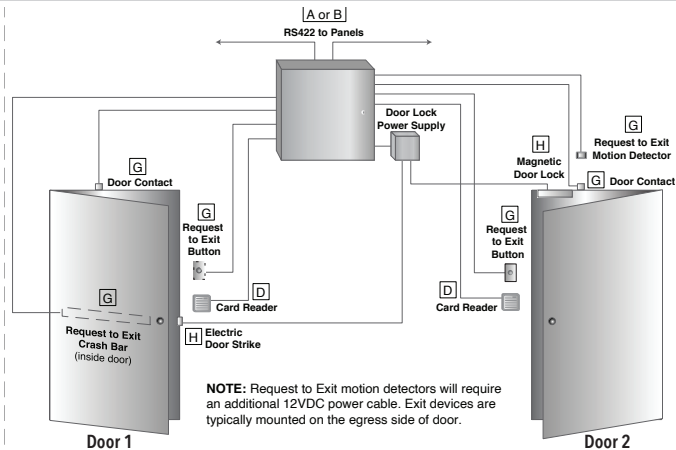 A or B
RS422 to Panels
Door Lock
Power Supply
G
Request to Exit
Motion Detector
H
Magnetic
Door Lock
G
Door Contact
G
Door Contact
G
Request
to Exit
Button
G
Request
to Exit
Button
D
Card Reader
D
Card Reader
G
Request to Exit
Crash Bar
(inside door)
H
Electric
Door Strike
NOTE: Request to Exit motion detectors will require
an additional 12VDC power cable. Exit devices are
typically mounted on the egress side of door.
Door 1
Door 2